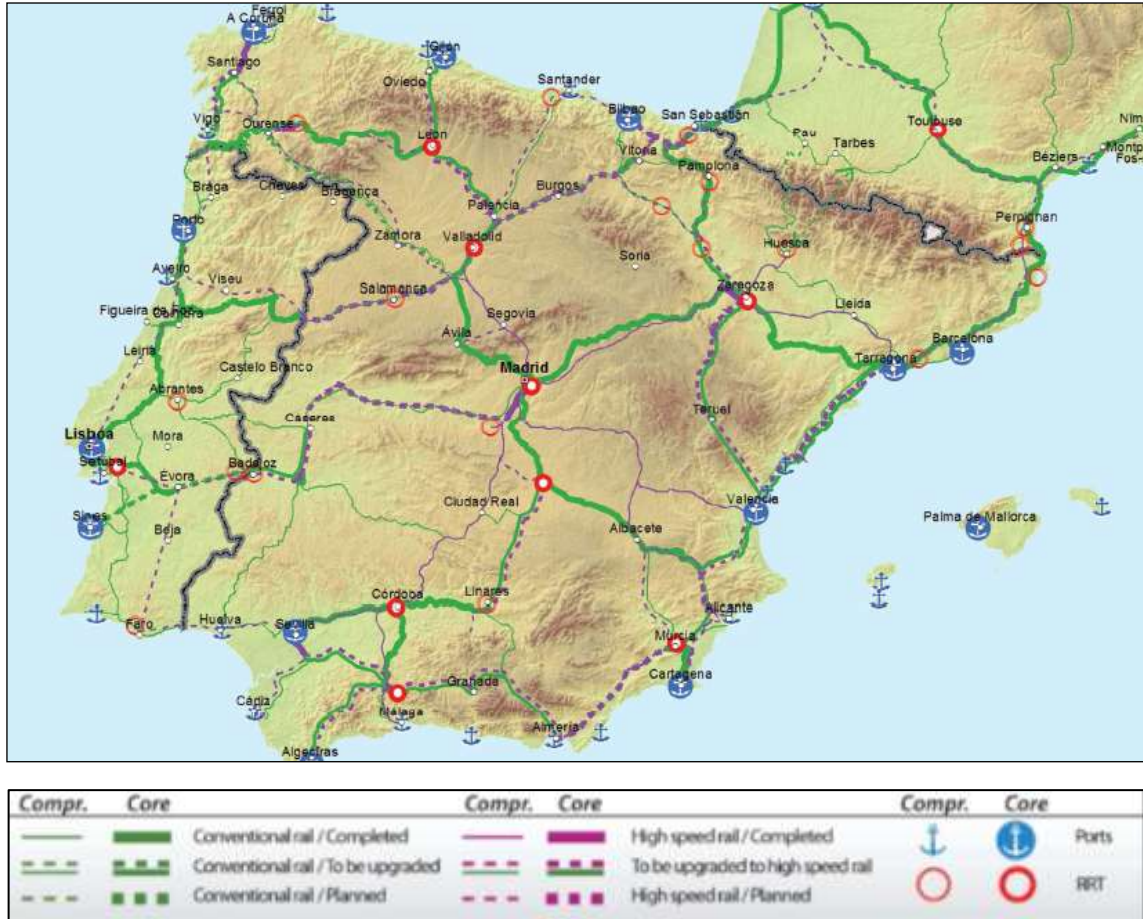 Ferrol
A Coruña
Gijón
Santiago
Oviedo
Santander
Bilbao
San Sebastián
Vigo
Ourense
León
Vitoria
Pau
Tarbes
Toulouse
Béziers
Pamplona
Braga
Chaves
Bragança
Burgos
Palencia
Perpignan
Porto
Zamora
Valladolid
Soria
Huesca
Aveiro
Viseu
Salamanca
Segovia
Zaragoza
Lleida
Figueira da Foz
Coimbra
Ávila
Barcelona
Leiria
Castelo Branco
Madrid
Tarragona
Abrantes
Caceres
Teruel
Lisboa
Mora
Setubal
Évora
Badajoz
Ciudad Real
Valencia
Palma de Mallorca
Sines
Beja
Albacete
Córdoba
Linares
Faro
Huelva
Sevilla
Alicante
Murcia
Granada
Cartagena
Málaga
Almería
Algeciras
Compr. Core Compr. Core Compr. Core
Conventional rail / Completed High speed rail / Completed Ports
Conventional rail / To be upgraded To be upgraded to high speed rail RRT
Conventional rail / Planned High speed rail / Planned